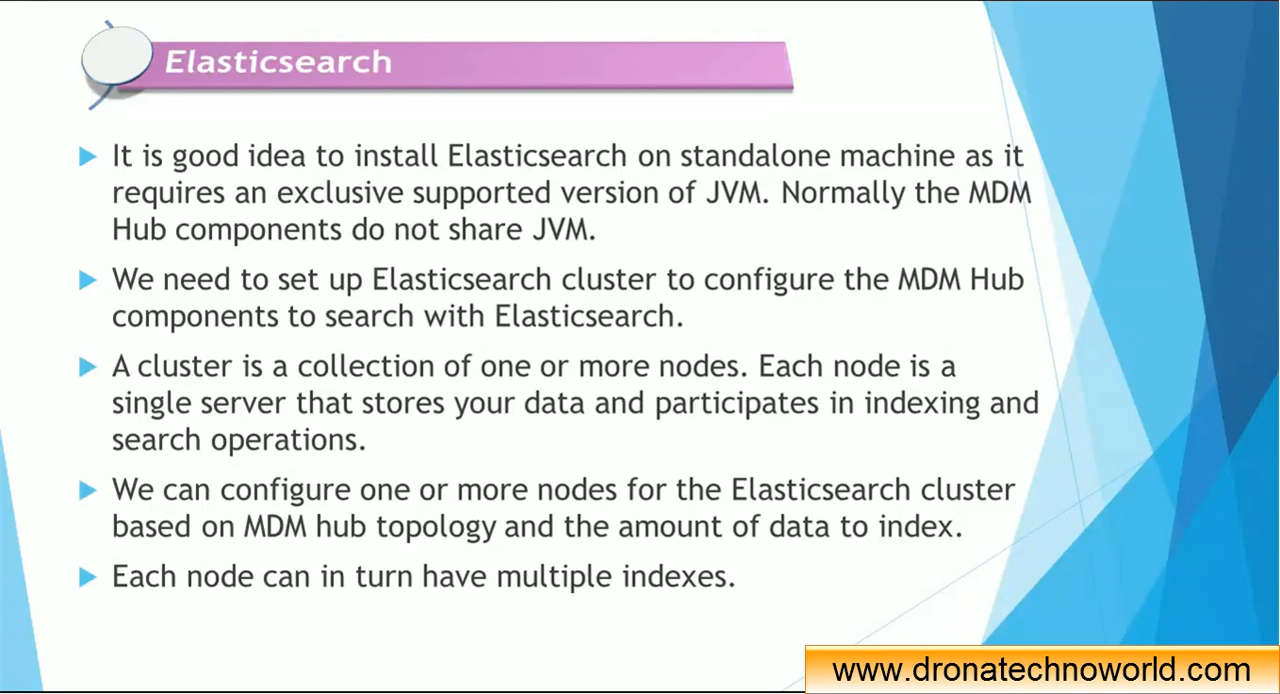 Elasticsearch
It is good idea to install Elasticsearch on standalone machine as it
requires an exclusive supported version of JVM. Normally the MDM
Hub components do not share JVM.
We need to set up Elasticsearch cluster to configure the MDM Hub
components to search with Elasticsearch.
A cluster is a collection of one or more nodes. Each node is a
single server that stores your data and participates in indexing and
search operations.
We can configure one or more nodes for the Elasticsearch cluster
based on MDM hub topology and the amount of data to index.
Each node can in turn have multiple indexes.
www.dronatechnoworld.com